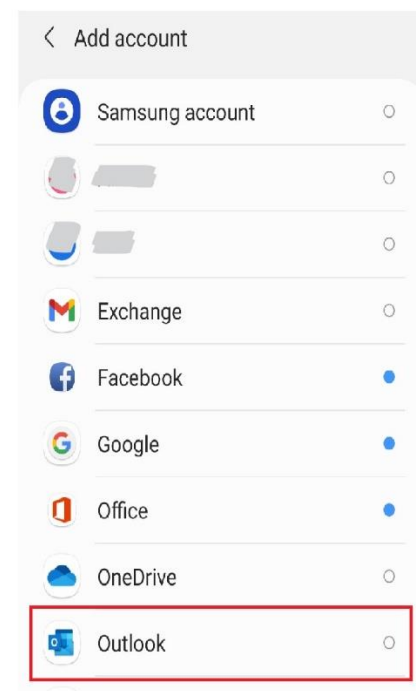 Add account
Samsung account
Exchange
Facebook
Google
Office
OneDrive
Outlook